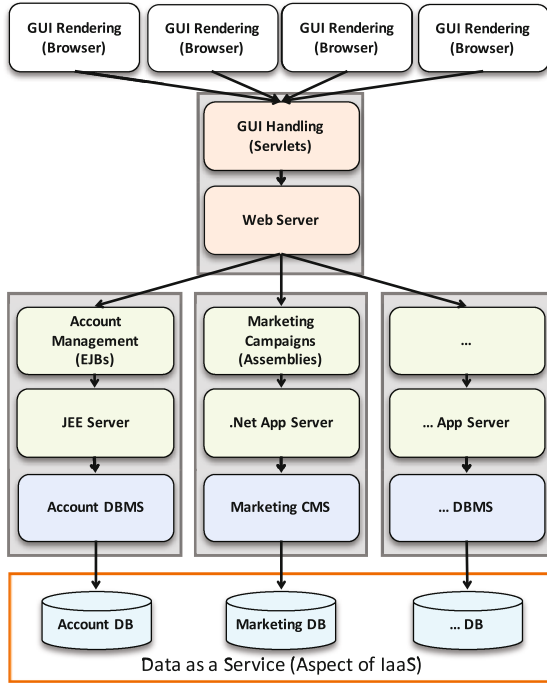 GUI Rendering
(Browser)
GUI Rendering
(Browser)
GUI Rendering
(Browser)
GUI Rendering
(Browser)
GUI Handling
(Servlets)
Web Server
Account
Management
(EJBs)
Marketing
Campaigns
(Assemblies)
...
JEE Server
.Net App Server
... App Server
Account DBMS
Marketing CMS
... DBMS
Account DB
Marketing DB
... DB
Data as a Service (Aspect of IaaS)